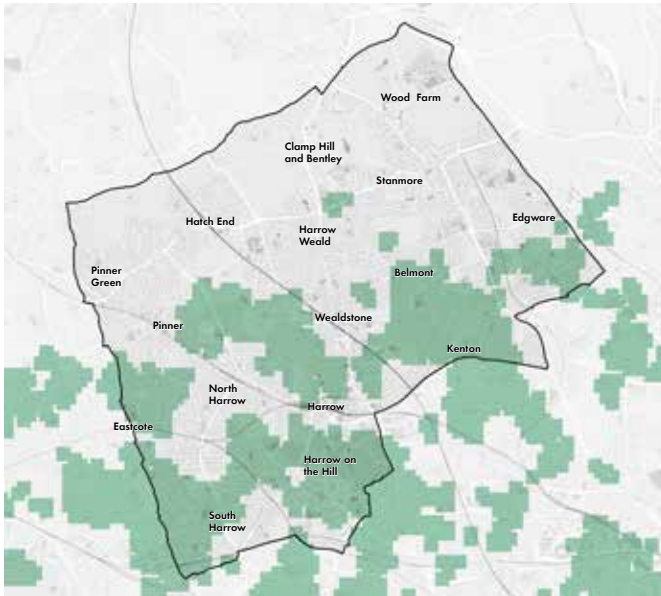 Wood Farm
Clamp Hill
and Bentley
Stanmore
Hatch End
Edgware
Harrow
Weald
Pinner
Green
Belmont
Pinner
Wealdstone
Kenton
North
Harrow
Harrow
Eastcote
Harrow on
the Hill
South
Harrow